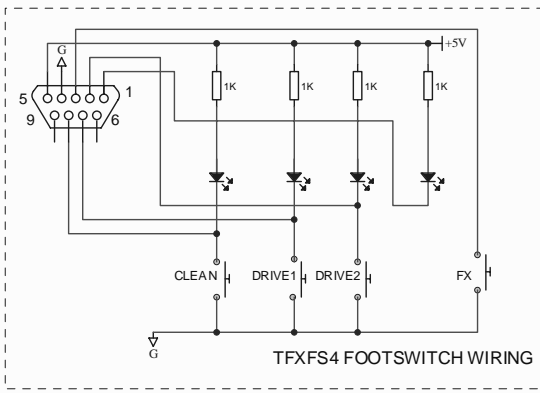 G
+5V
5 1
9 6
1K 1K 1K 1K
CLEAN DRIVE1 DRIVE2 FX
G
TFXFS4 FOOTSWITCH WIRING